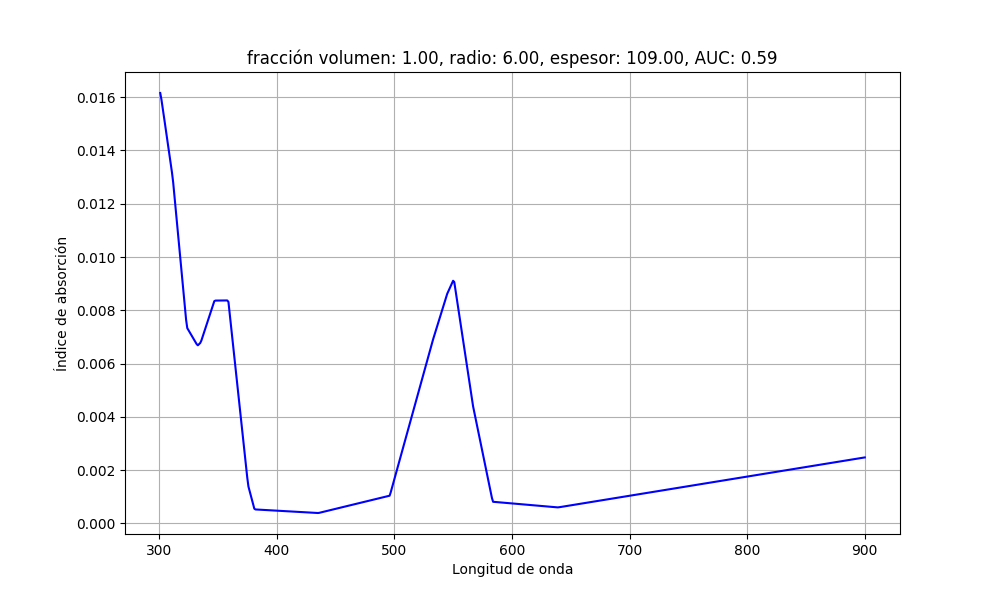 fracción volumen: 1.00, radio: 6.00, espesor: 109.00, AUC: 0.59
0.016
0.014
0.012
0.010
0.008
0.006
0.004
0.002
0.000
Índice de absorción
300 400 500 600 700 800 900
Longitud de onda